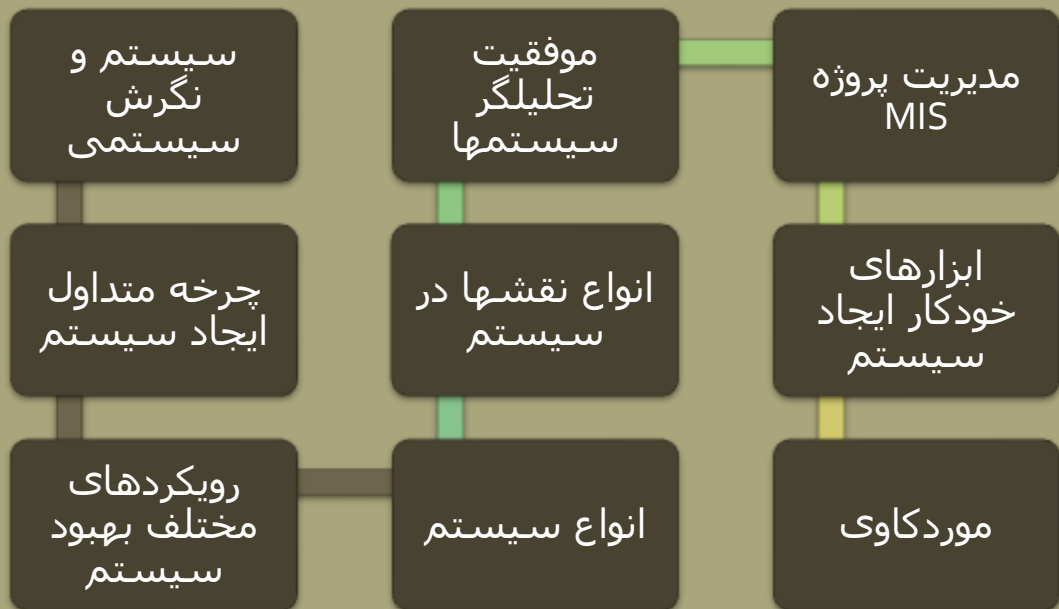 سیستم و
نگرش
سیستمی
چرخه متداول
ایجاد سیستم
رویکردهای
مختلف بهبود
سیستم
انواع سیستم
انواع نقشها در
سیستم
موفقیت
تحلیلگر
سیستمها
مدیریت پروژه
MIS
ابزارهای
خودکار ایجاد
سیستم
موردکاوی